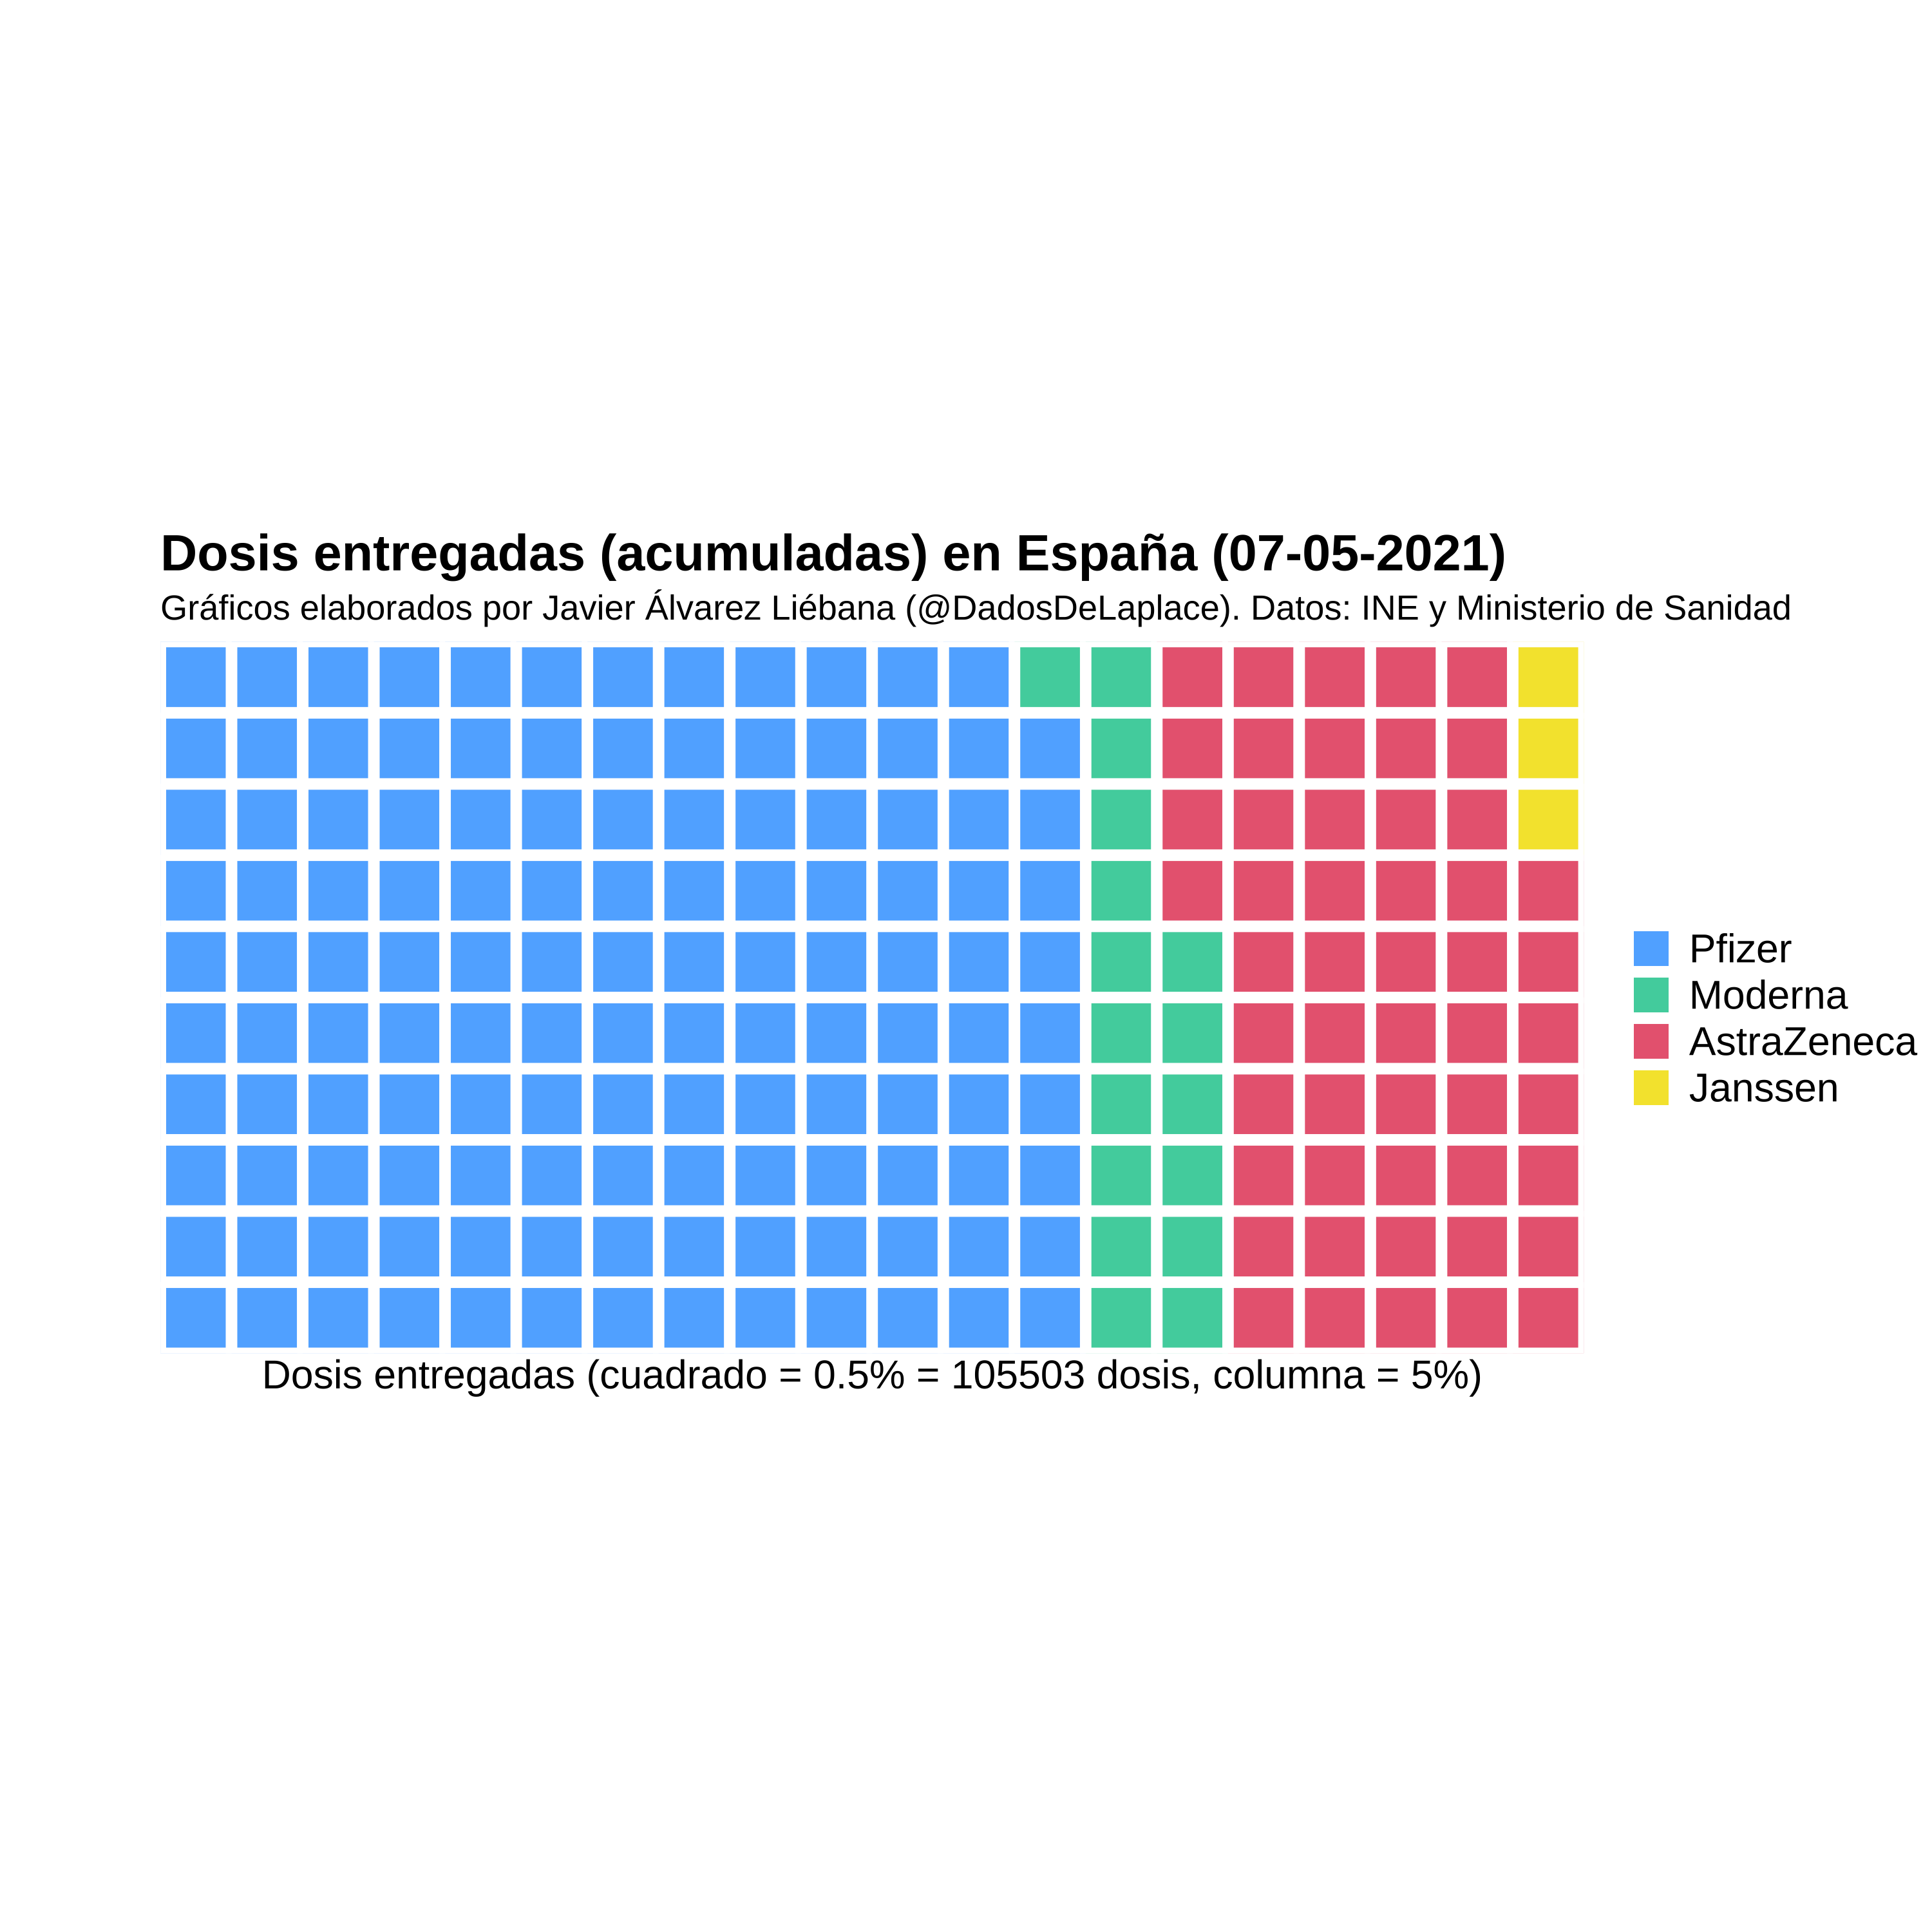 Dosis entregadas (acumuladas) en España (07-05-2021)
Gráficos elaborados por Javier Álvarez Liébana (@DadosDeLaplace). Datos: INE y Ministerio de Sanidad
Pfizer
Moderna
AstraZeneca
Janssen
Dosis entregadas (cuadrado = 0.5% = 105503 dosis, columna = 5%)